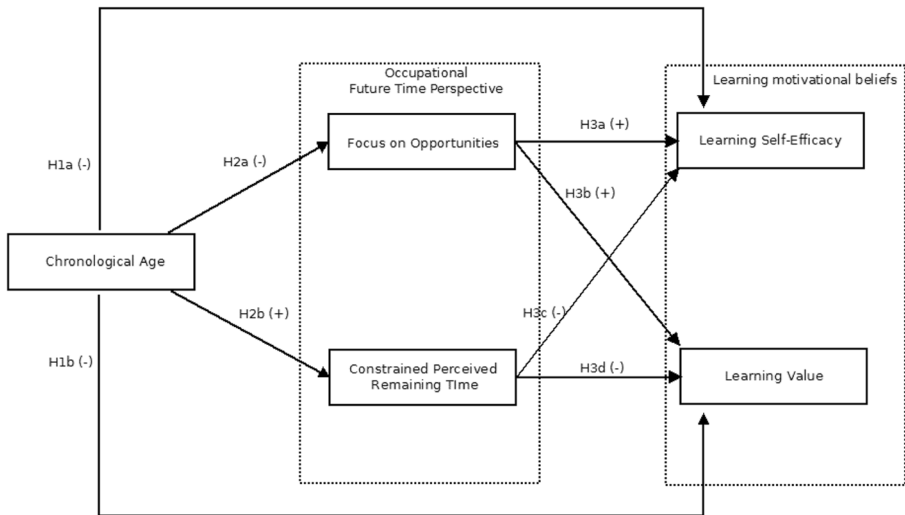 Occupational
Future Time Perspective
Learning motivational beliefs
H3a (+)
Focus on Opportunities
Learning Self-Efficacy
H1a (-)
H2a (-)
H3b (+)
Chronological Age
H2b (+)
H3c (-)
H1b (-)
Constrained Perceived
Remaining TIme
H3d (-)
Learning Value